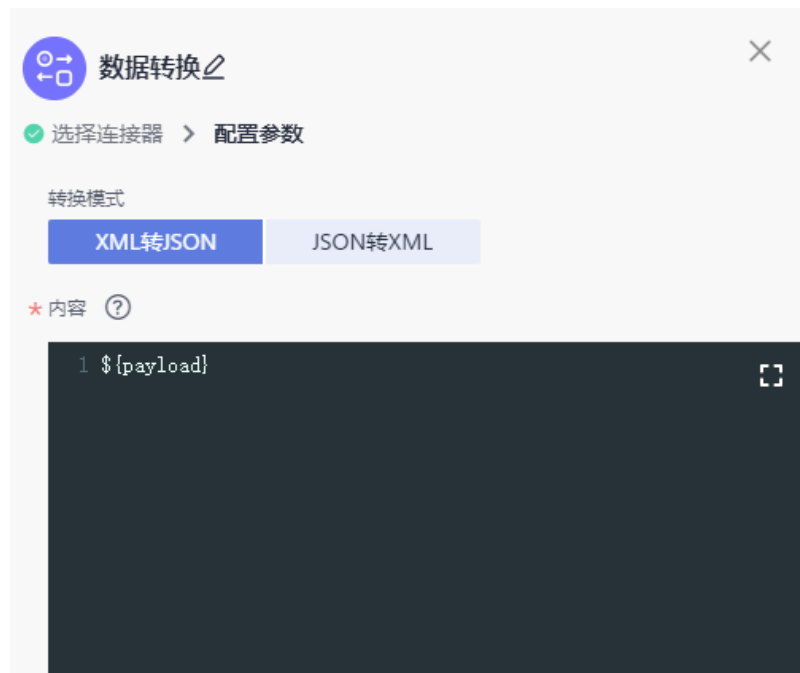 数据转换
选择连接器 > 配置参数
转换模式
XML转JSON JSON转XML
* 内容 ?
1 ${payload}